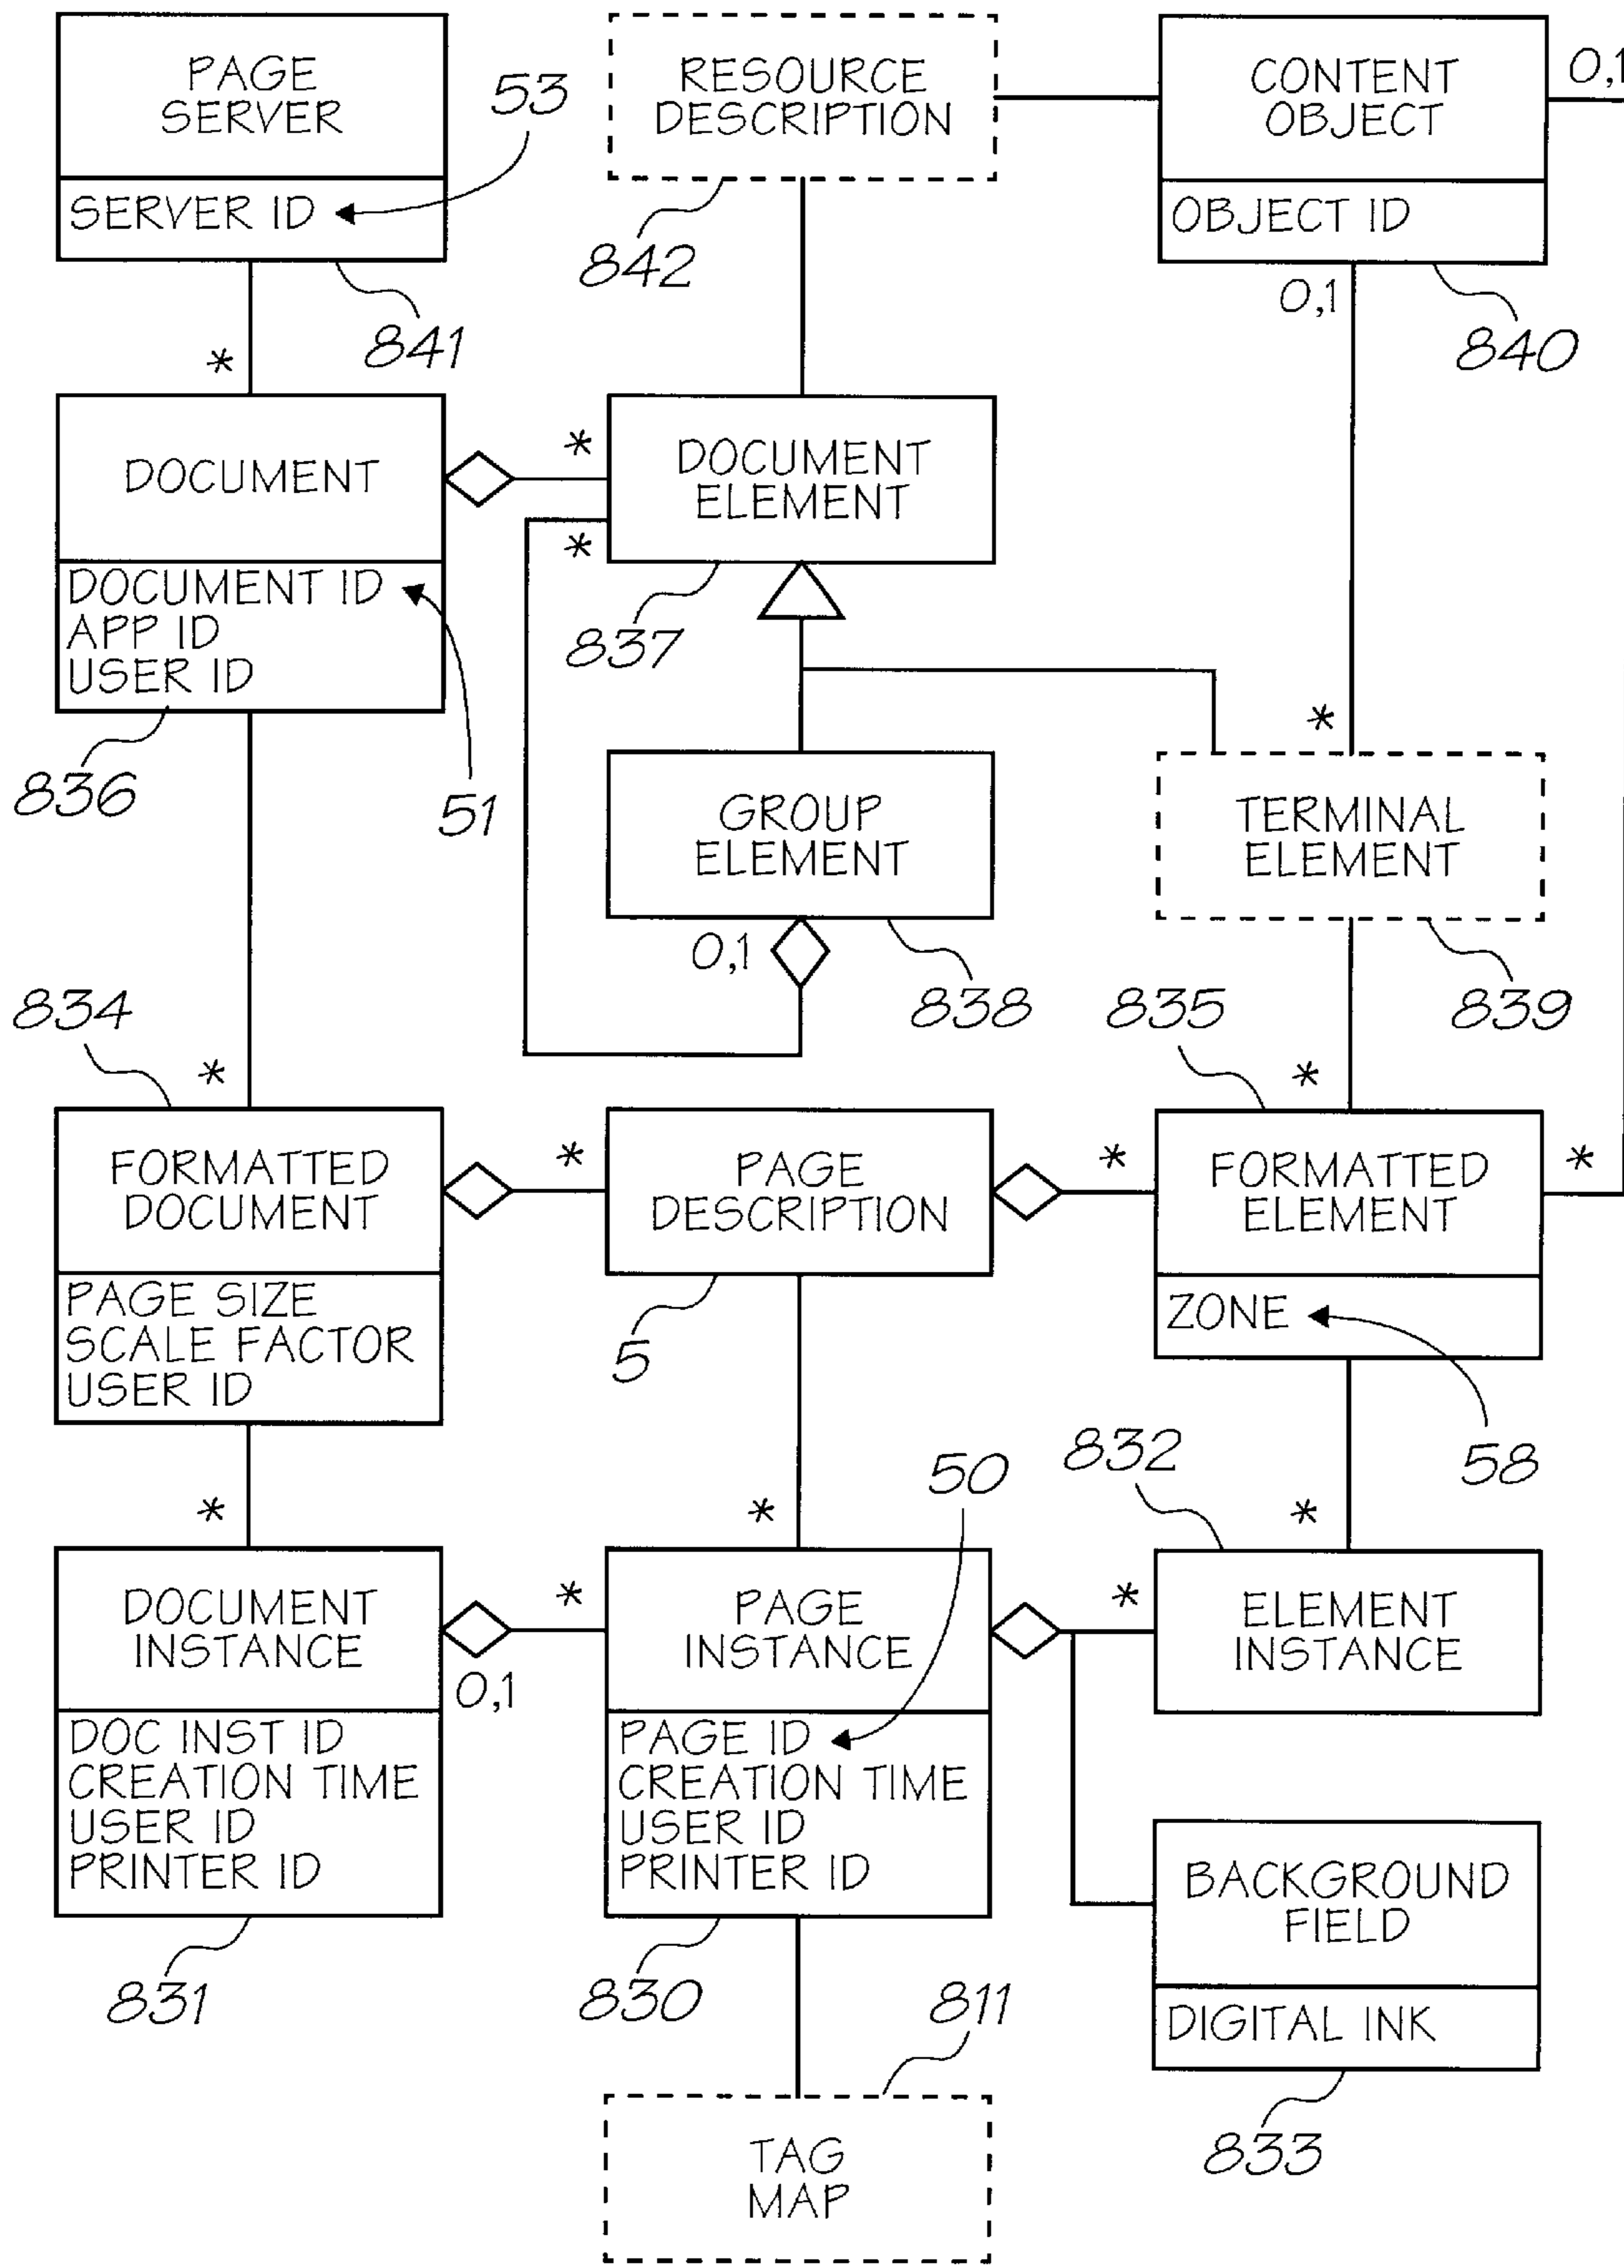 PAGE
SERVER
SERVER ID
53
841
RESOURCE
DESCRIPTION
842
CONTENT
OBJECT
OBJECT ID
0,1
0,1
840
*
DOCUMENT
DOCUMENT ID
APP ID
USER ID
836
51
*
*
DOCUMENT
ELEMENT
837
GROUP
ELEMENT
0,1
838
*
TERMINAL
ELEMENT
839
834
*
FORMATTED
DOCUMENT
PAGE SIZE
SCALE FACTOR
USER ID
*
PAGE
DESCRIPTION
5
*
835
*
FORMATTED
ELEMENT
*
ZONE
58
*
DOCUMENT
INSTANCE
0,1
DOC INST ID
CREATION TIME
USER ID
PRINTER ID
831
*
*
50
PAGE
INSTANCE
PAGE ID
CREATION TIME
USER ID
PRINTER ID
830
*
832
*
ELEMENT
INSTANCE
BACKGROUND
FIELD
DIGITAL INK
833
811
TAG
MAP